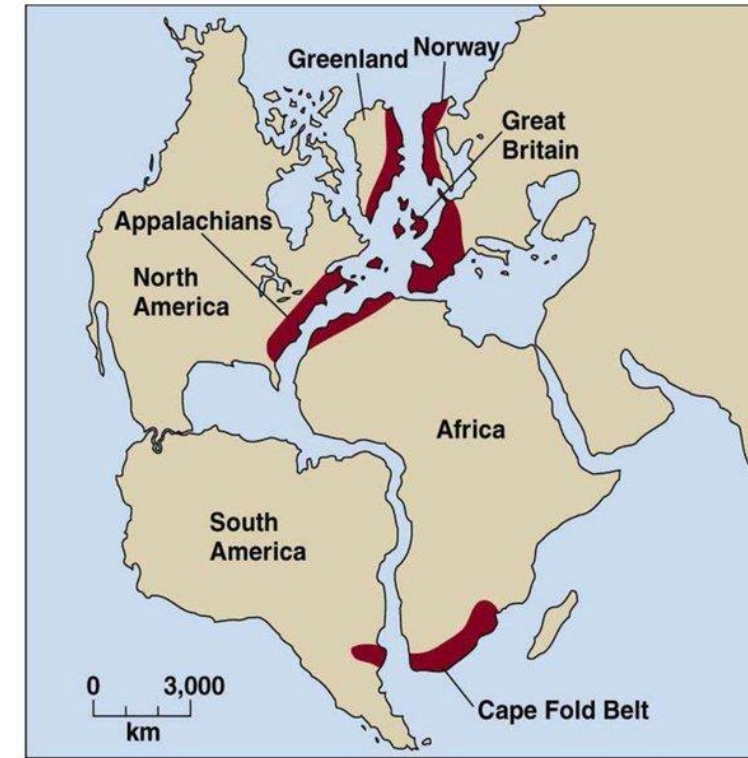 Greenland
Norway
Great
Britain
Appalachians
North
America
Africa
South
America
0 3,000
km
Cape Fold Belt